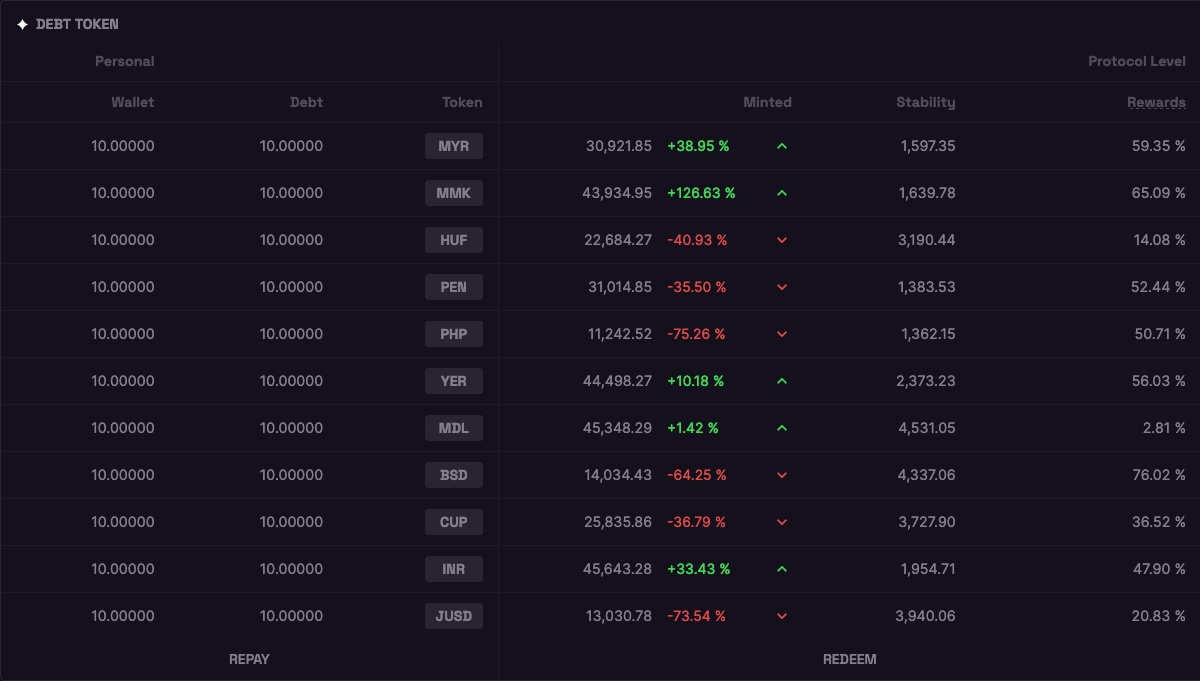 DEBT TOKEN
Personal Protocol Level
Wallet Debt Token Minted Stability Rewards
10.00000 10.00000 MYR 30,921.85 +38.95 % 1,597.35 59.35 %
10.00000 10.00000 MMK 43,934.95 +126.63 % 1,639.78 65.09 %
10.00000 10.00000 HUF 22,684.27 -40.93 % 3,190.44 14.08 %
10.00000 10.00000 PEN 31,014.85 -35.50 % 1,383.53 52.44 %
10.00000 10.00000 PHP 11,242.52 -75.26 % 1,362.15 50.71 %
10.00000 10.00000 YER 44,498.27 +10.18 % 2,373.23 56.03 %
10.00000 10.00000 MDL 45,348.29 +1.42 % 4,531.05 2.81 %
10.00000 10.00000 BSD 14,034.43 -64.25 % 4,337.06 76.02 %
10.00000 10.00000 CUP 25,835.86 -36.79 % 3,727.90 36.52 %
10.00000 10.00000 INR 45,643.28 +33.43 % 1,954.71 47.90 %
10.00000 10.00000 JUSD 13,030.78 -73.54 % 3,940.06 20.83 %
REPAY REDEEM